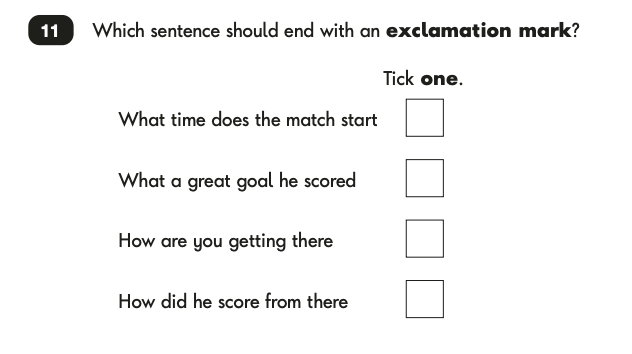 11 Which sentence should end with an exclamation mark?
Tick one.
What time does the match start
What a great goal he scored
How are you getting there
How did he score from there